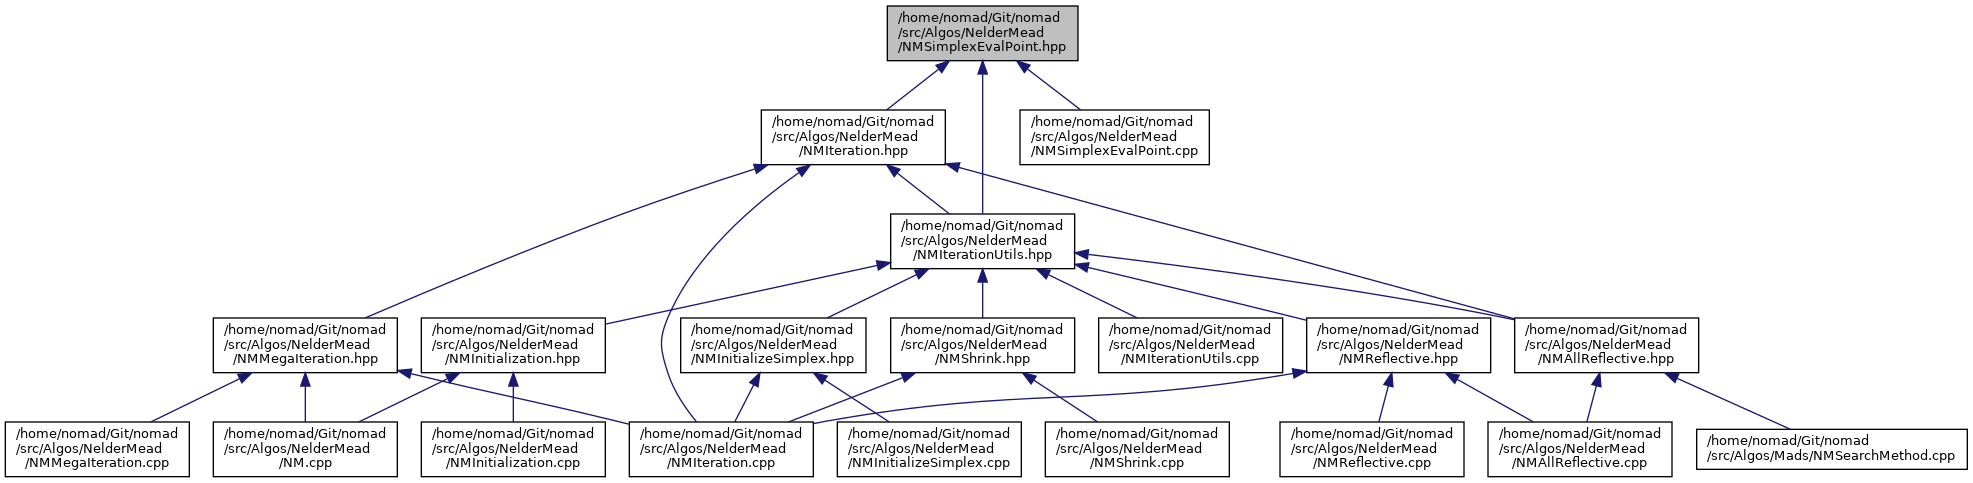 /home/nomad/Git/nomad
/src/Algos/NelderMead
/NMSimplexEvalPoint.hpp
/home/nomad/Git/nomad
/src/Algos/NelderMead
/NMIteration.hpp
/home/nomad/Git/nomad
/src/Algos/NelderMead
/NMSimplexEvalPoint.cpp
/home/nomad/Git/nomad
/src/Algos/NelderMead
/NMIterationUtils.hpp
/home/nomad/Git/nomad
/src/Algos/NelderMead
/NMMegaIteration.hpp
/home/nomad/Git/nomad
/src/Algos/NelderMead
/NMInitialization.hpp
/home/nomad/Git/nomad
/src/Algos/NelderMead
/NMInitializeSimplex.hpp
/home/nomad/Git/nomad
/src/Algos/NelderMead
/NMShrink.hpp
/home/nomad/Git/nomad
/src/Algos/NelderMead
/NMIterationUtils.cpp
/home/nomad/Git/nomad
/src/Algos/NelderMead
/NMReflective.hpp
/home/nomad/Git/nomad
/src/Algos/NelderMead
/NMAllReflective.hpp
/home/nomad/Git/nomad
/src/Algos/NelderMead
/NMMegaIteration.cpp
/home/nomad/Git/nomad
/src/Algos/NelderMead
/NM.cpp
/home/nomad/Git/nomad
/src/Algos/NelderMead
/NMInitialization.cpp
/home/nomad/Git/nomad
/src/Algos/NelderMead
/NMIteration.cpp
/home/nomad/Git/nomad
/src/Algos/NelderMead
/NMInitializeSimplex.cpp
/home/nomad/Git/nomad
/src/Algos/NelderMead
/NMShrink.cpp
/home/nomad/Git/nomad
/src/Algos/NelderMead
/NMReflective.cpp
/home/nomad/Git/nomad
/src/Algos/NelderMead
/NMAllReflective.cpp
/home/nomad/Git/nomad
/src/Algos/Mads/NMSearchMethod.cpp